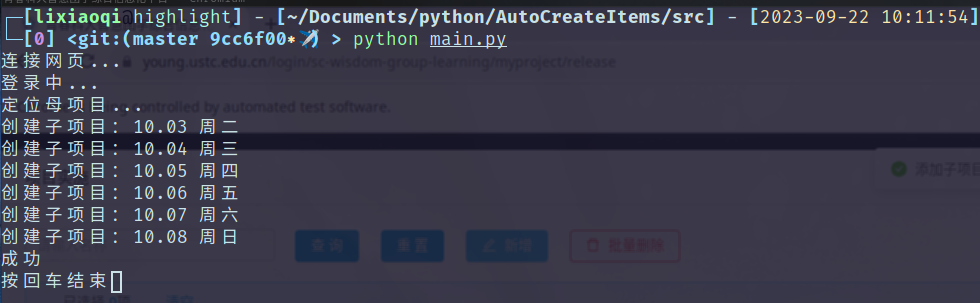 [lixiaoqi highlight] - [~/Documents/python/AutoCreateItems/src] - [2023-09-22 10:11:54]
[0] <git:(master 9cc6f00*✈ > python main.py
连接网页...
young.ustc.edu.cn/login/sc-wisdom-group-learning/myproject/release
登录中...
定位母项目...
controlled by automated test software.
创建子项目: 10.03 周二
创建子项目: 10.04 周三
创建子项目: 10.05 周四
添加子项目
创建子项目: 10.06 周五
创建子项目: 10.07 周六
创建子项目: 10.08 周日
查询 重置 新增 批量删除
成功
按回车结束